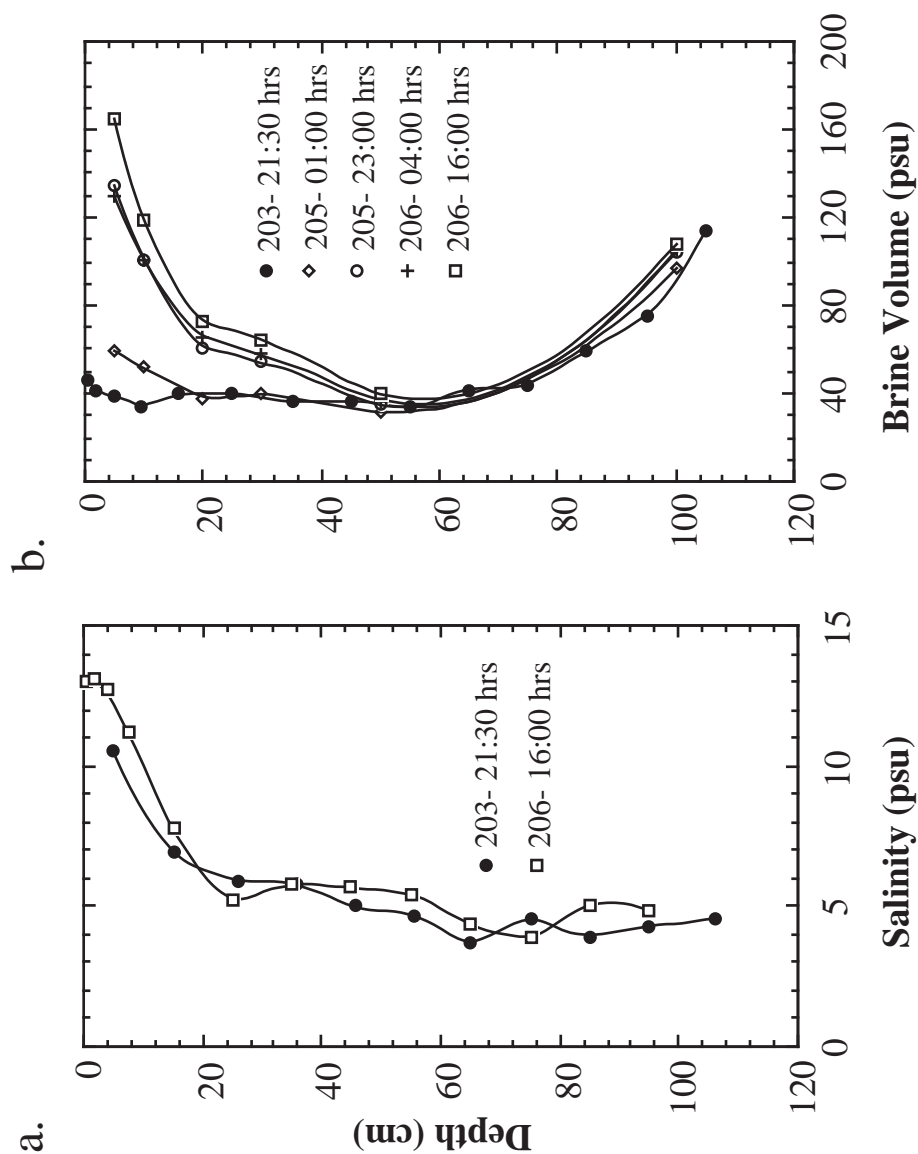 a.
0
20
40
60
80
100
120
Depth (cm)
0
5
10
15
Salinity (psu)
203- 21:30 hrs
206- 16:00 hrs
b.
0
20
40
60
80
100
120
0
40
80
120
160
200
Brine Volume (psu)
203- 21:30 hrs
205- 01:00 hrs
205- 23:00 hrs
206- 04:00 hrs
206- 16:00 hrs